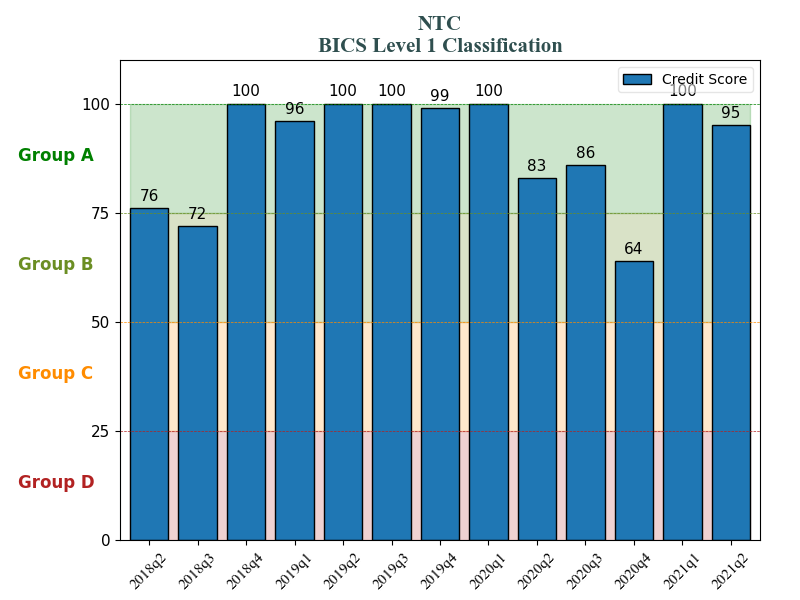 NTC
BICS Level 1 Classification
Credit Score
100
75
50
25
0
Group A
Group B
Group C
Group D
76
72
100
96
100
100
99
100
83
86
64
100
95
2018q2
2018q3
2018q4
2019q1
2019q2
2019q3
2019q4
2020q1
2020q2
2020q3
2020q4
2021q1
2021q2